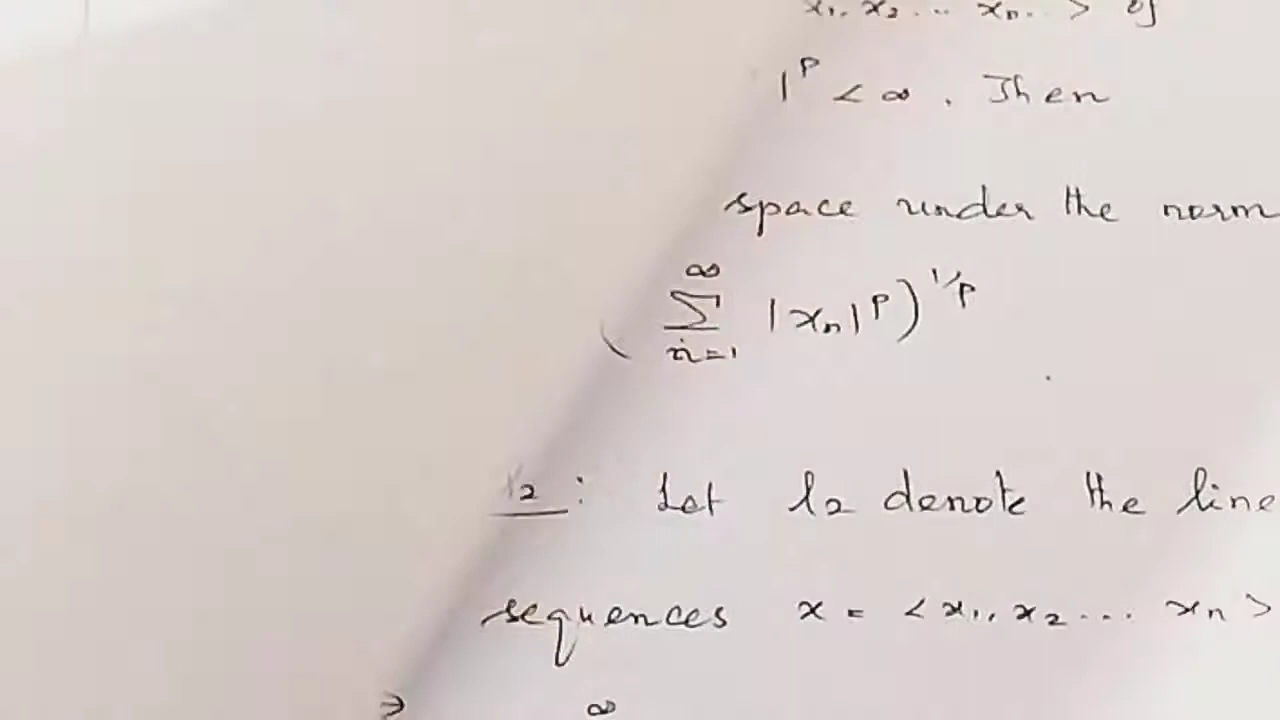 x₁, x₂ ... xₙ.. > of
|ᵖ < ∞ . Then
space under the norm
( ∞ Σ n=1 |xₙ|ᵖ)^1/p
l₂ : Let l₂ denote the line
sequences x = <x₁, x₂ ... xₙ>
∋ ∞